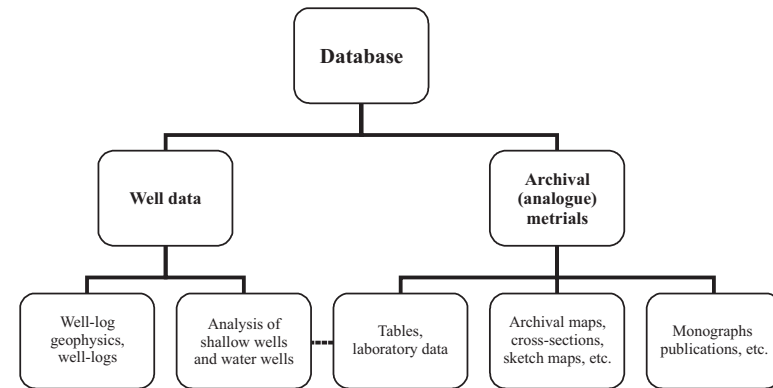 Database
Well data
Archival
(analogue)
metrials
Well-log
geophysics,
well-logs
Analysis of
shallow wells
and water wells
Tables,
laboratory data
Archival maps,
cross-sections,
sketch maps, etc.
Monographs
publications, etc.